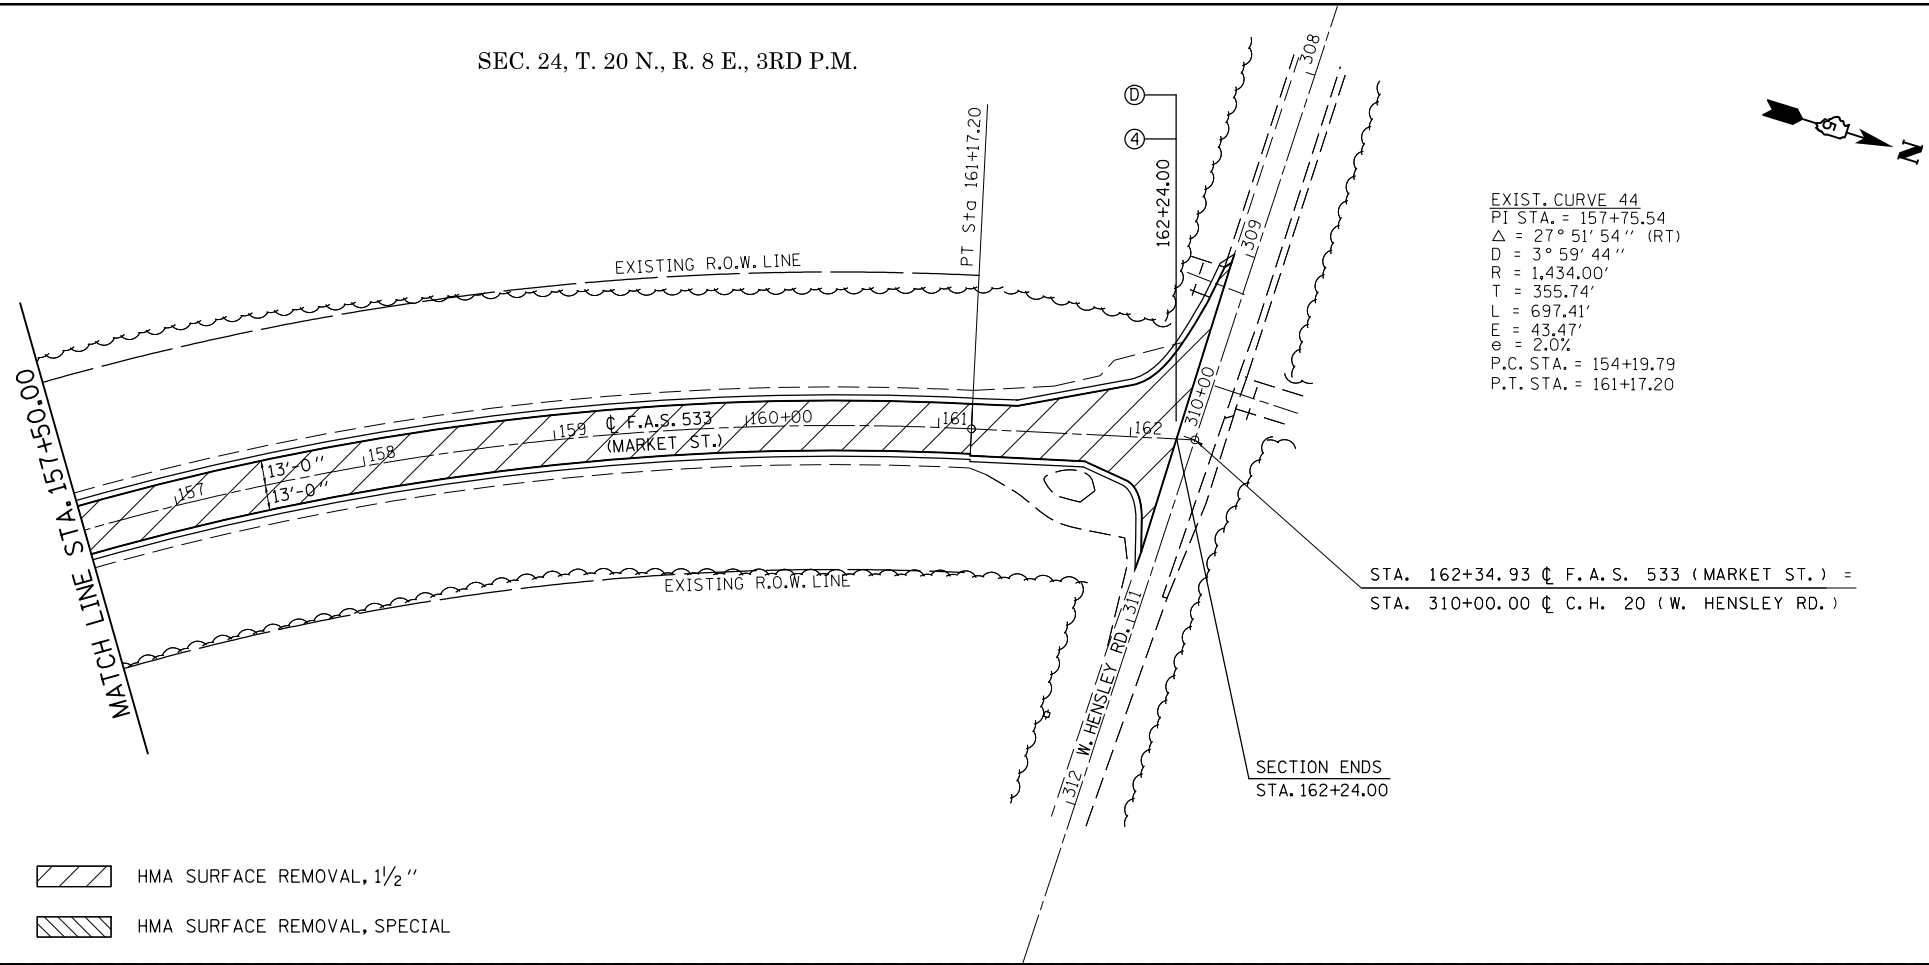 SEC. 24, T. 20 N., R. 8 E., 3RD P.M.
308
D
4
162+24.00
PT Sta 161+17.20
309
5
N
EXIST. CURVE 44
PI STA. = 157+75.54
Δ = 27° 51' 54" (RT)
D = 3° 59' 44"
R = 1,434.00'
T = 355.74'
L = 697.41'
E = 43.47'
e = 2.0%
P.C. STA. = 154+19.79
P.T. STA. = 161+17.20
EXISTING R.O.W. LINE
MATCH LINE STA. 157+50.00
157
13'-0"
13'-0"
158
159
℄ F.A.S. 533
(MARKET ST.)
160+00
161
162
310+00
EXISTING R.O.W. LINE
311
W. HENSLEY RD.
312
STA. 162+34.93 ℄ F.A.S. 533 (MARKET ST.) =
STA. 310+00.00 ℄ C.H. 20 (W. HENSLEY RD.)
SECTION ENDS
STA. 162+24.00
HMA SURFACE REMOVAL, 1 1/2"
HMA SURFACE REMOVAL, SPECIAL